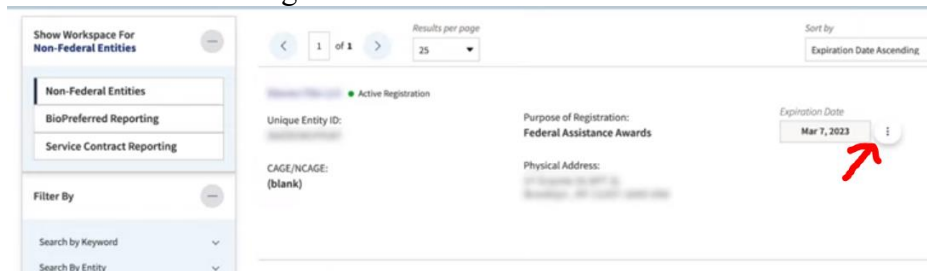 Show Workspace For
Non-Federal Entities
Non-Federal Entities
BioPreferred Reporting
Service Contract Reporting
Filter By
Search by Keyword
Search By Entity
1 of 1
Results per page
25
Sort by
Expiration Date Ascending
Active Registration
Unique Entity ID:
CAGE/NCAGE:
(blank)
Purpose of Registration:
Federal Assistance Awards
Physical Address:
Expiration Date
Mar 7, 2023